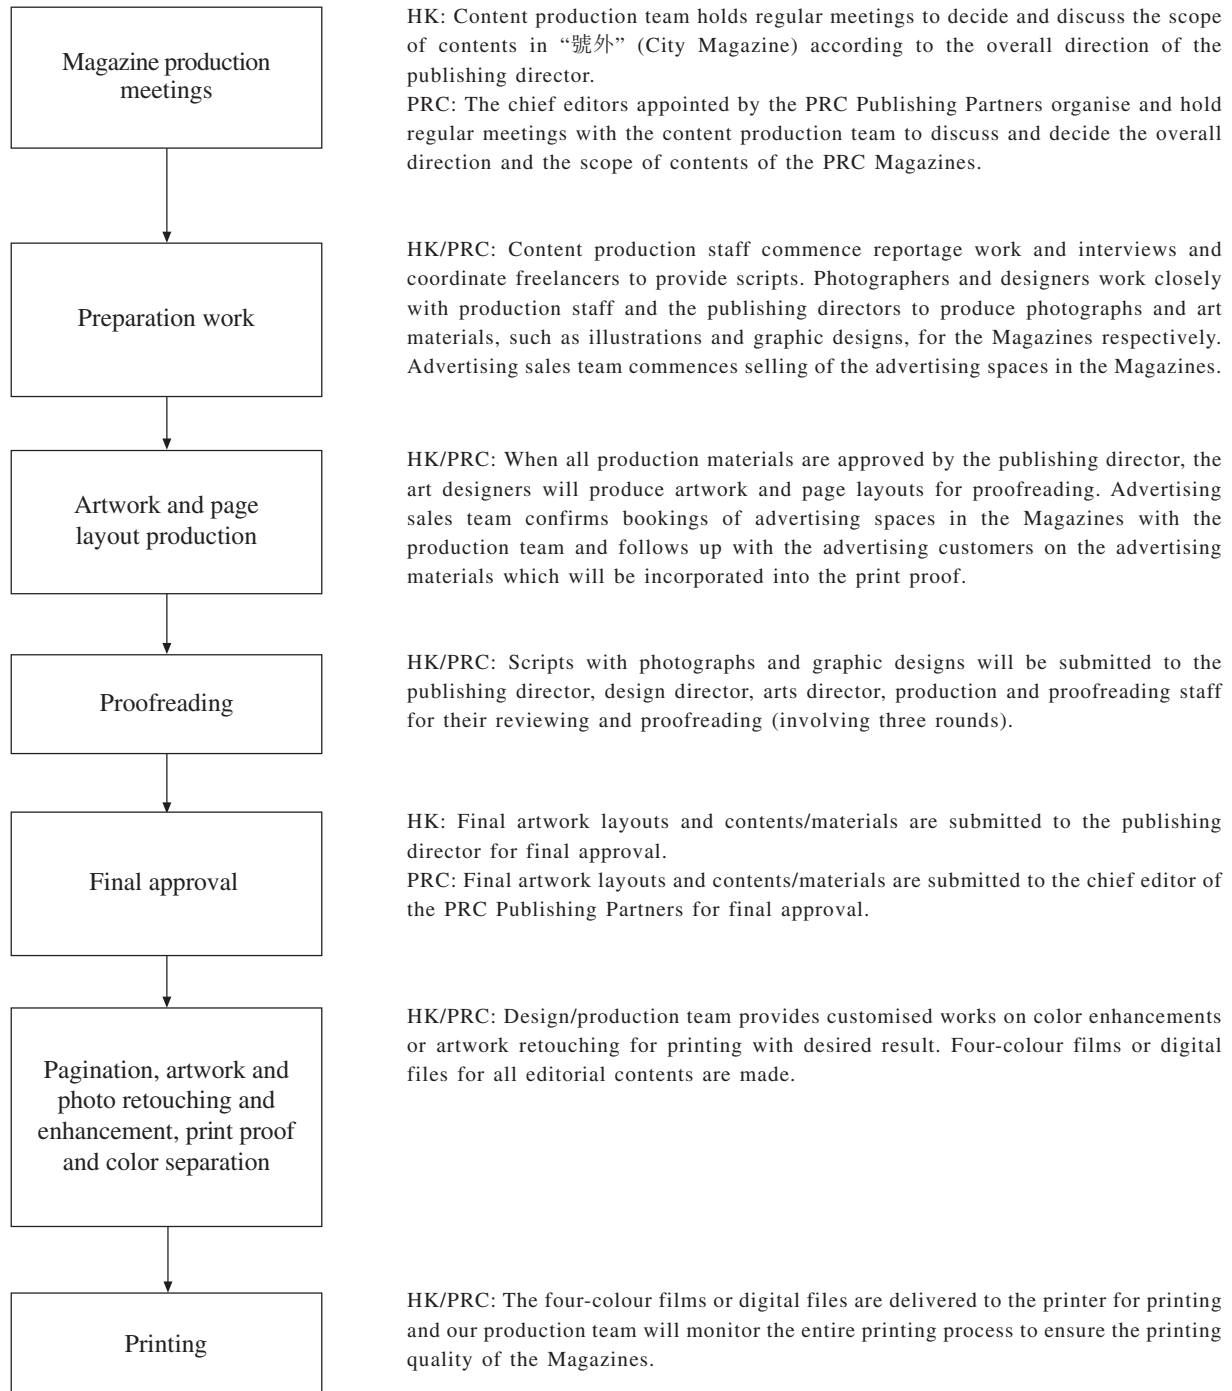 Magazine production
meetings
HK: Content production team holds regular meetings to decide and discuss the scope
of contents in “號外” (City Magazine) according to the overall direction of the
publishing director.
PRC: The chief editors appointed by the PRC Publishing Partners organise and hold
regular meetings with the content production team to discuss and decide the overall
direction and the scope of contents of the PRC Magazines.
Preparation work
HK/PRC: Content production staff commence reportage work and interviews and
coordinate freelancers to provide scripts. Photographers and designers work closely
with production staff and the publishing directors to produce photographs and art
materials, such as illustrations and graphic designs, for the Magazines respectively.
Advertising sales team commences selling of the advertising spaces in the Magazines.
Artwork and page
layout production
HK/PRC: When all production materials are approved by the publishing director, the
art designers will produce artwork and page layouts for proofreading. Advertising
sales team confirms bookings of advertising spaces in the Magazines with the
production team and follows up with the advertising customers on the advertising
materials which will be incorporated into the print proof.
Proofreading
HK/PRC: Scripts with photographs and graphic designs will be submitted to the
publishing director, design director, arts director, production and proofreading staff
for their reviewing and proofreading (involving three rounds).
Final approval
HK: Final artwork layouts and contents/materials are submitted to the publishing
director for final approval.
PRC: Final artwork layouts and contents/materials are submitted to the chief editor of
the PRC Publishing Partners for final approval.
Pagination, artwork and
photo retouching and
enhancement, print proof
and color separation
HK/PRC: Design/production team provides customised works on color enhancements
or artwork retouching for printing with desired result. Four-colour films or digital
files for all editorial contents are made.
Printing
HK/PRC: The four-colour films or digital files are delivered to the printer for printing
and our production team will monitor the entire printing process to ensure the printing
quality of the Magazines.